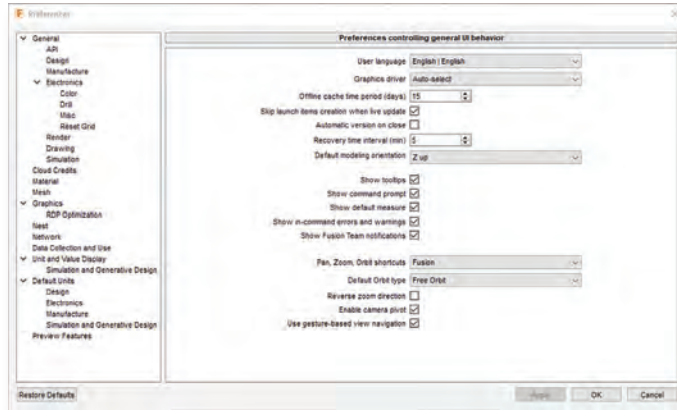 Preferences
General
API
Design
Manufacture
Electronics
Color
Drill
Misc
Reset Grid
Render
Drawing
Simulation
Cloud Credits
Material
Mesh
Graphics
RDP Optimization
Nest
Network
Data Collection and Use
Unit and Value Display
Simulation and Generative Design
Default Units
Design
Electronics
Manufacture
Simulation and Generative Design
Preview Features
Preferences controlling general UI behavior
User language English | English
Graphics driver Auto-select
Offline cache time period (days) 15
Skip launch items creation when live update
Automatic version on close
Recovery time interval (min) 5
Default modeling orientation Z up
Show tooltips
Show command prompt
Show default measure
Show in-command errors and warnings
Show Fusion Team notifications
Pan, Zoom, Orbit shortcuts Fusion
Default Orbit type Free Orbit
Reverse zoom direction
Enable camera pivot
Use gesture-based view navigation
Restore Defaults
Apply OK Cancel